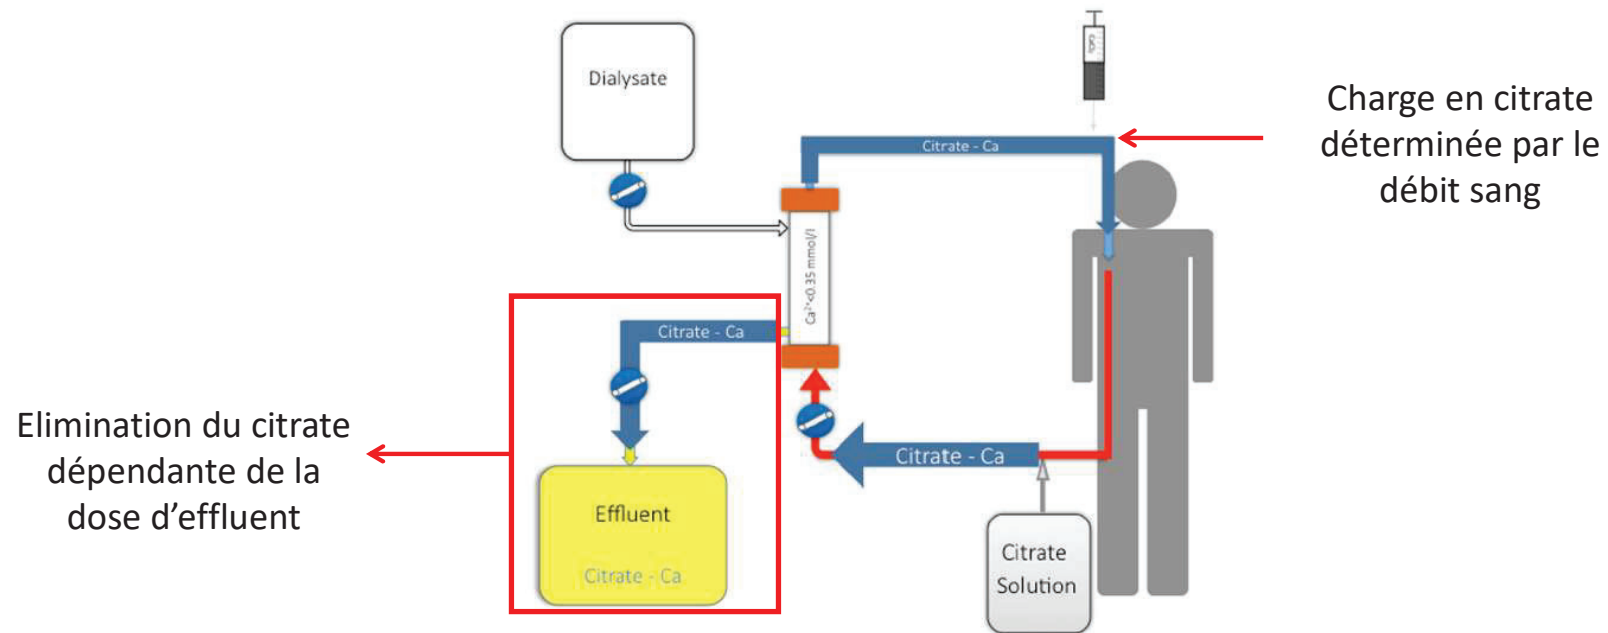 Dialysate
CaCl₂
Charge en citrate
déterminée par le
débit sang
Citrate - Ca
Ca²⁺<0.35 mmol/l
Citrate - Ca
Elimination du citrate
dépendante de la
dose d’effluent
Citrate - Ca
Effluent
Citrate - Ca
Citrate
Solution